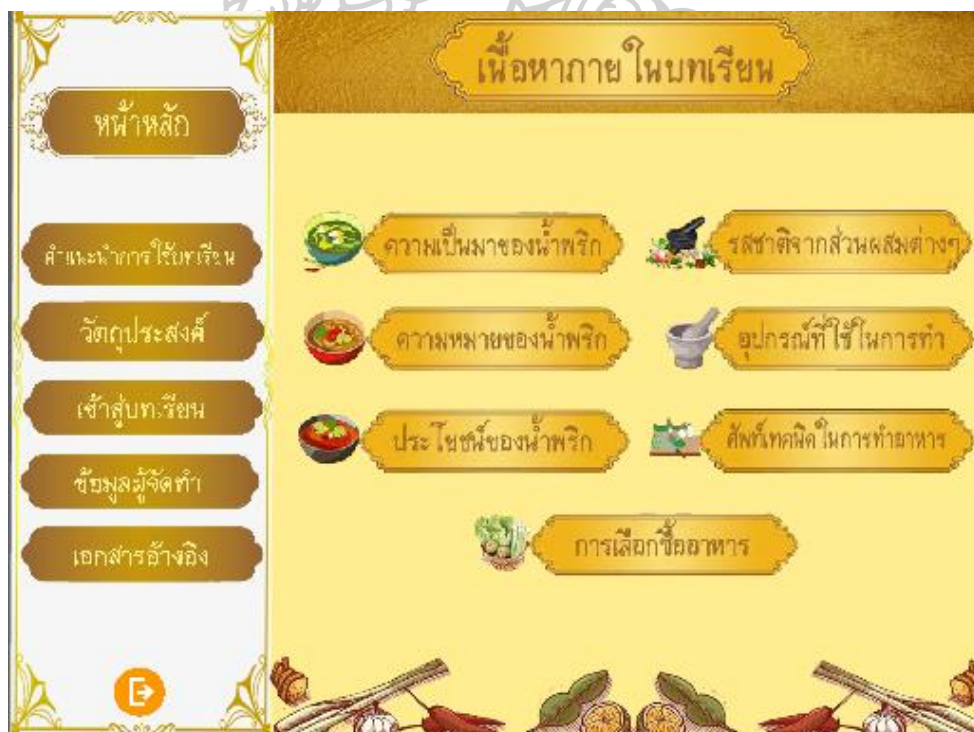 เนื้อหาภายในบทเรียน
หน้าหลัก
คำแนะนำการใช้บทเรียน
วัตถุประสงค์
เข้าสู่บทเรียน
ข้อมูลผู้จัดทำ
เอกสารอ้างอิง
ความเป็นมาของน้ำพริก
รสชาติจากส่วนผสมต่างๆ
ความหมายของน้ำพริก
อุปกรณ์ที่ใช้ในการทำ
ประโยชน์ของน้ำพริก
ศัพท์เทคนิคในการทำอาหาร
การเลือกซื้ออาหาร